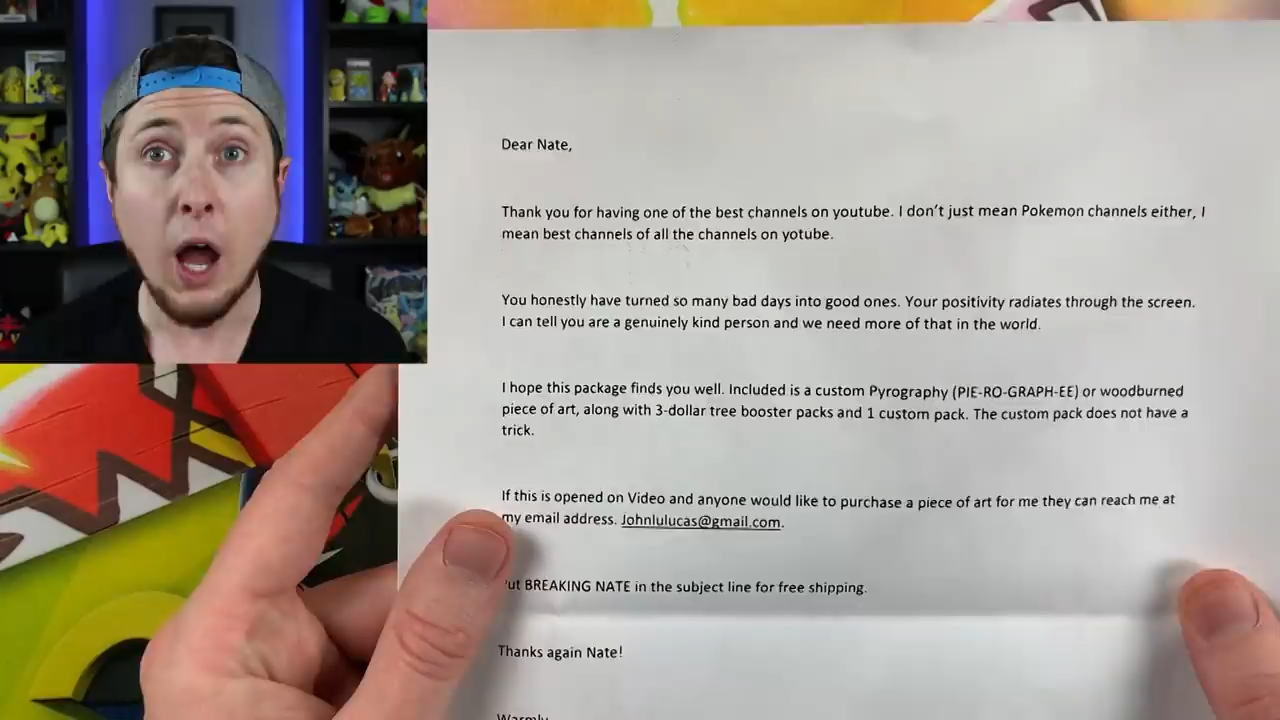 Dear Nate,
Thank you for having one of the best channels on youtube. I don't just mean Pokemon channels either, I
mean best channels of all the channels on yotube.
You honestly have turned so many bad days into good ones. Your positivity radiates through the screen.
I can tell you are a genuinely kind person and we need more of that in the world.
I hope this package finds you well. Included is a custom Pyrography (PIE-RO-GRAPH-EE) or woodburned
piece of art, along with 3-dollar tree booster packs and 1 custom pack. The custom pack does not have a
trick.
If this is opened on Video and anyone would like to purchase a piece of art for me they can reach me at
my email address. Johnlulucas@gmail.com.
BREAKING NATE in the subject line for free shipping.
Thanks again Nate!
Warmly